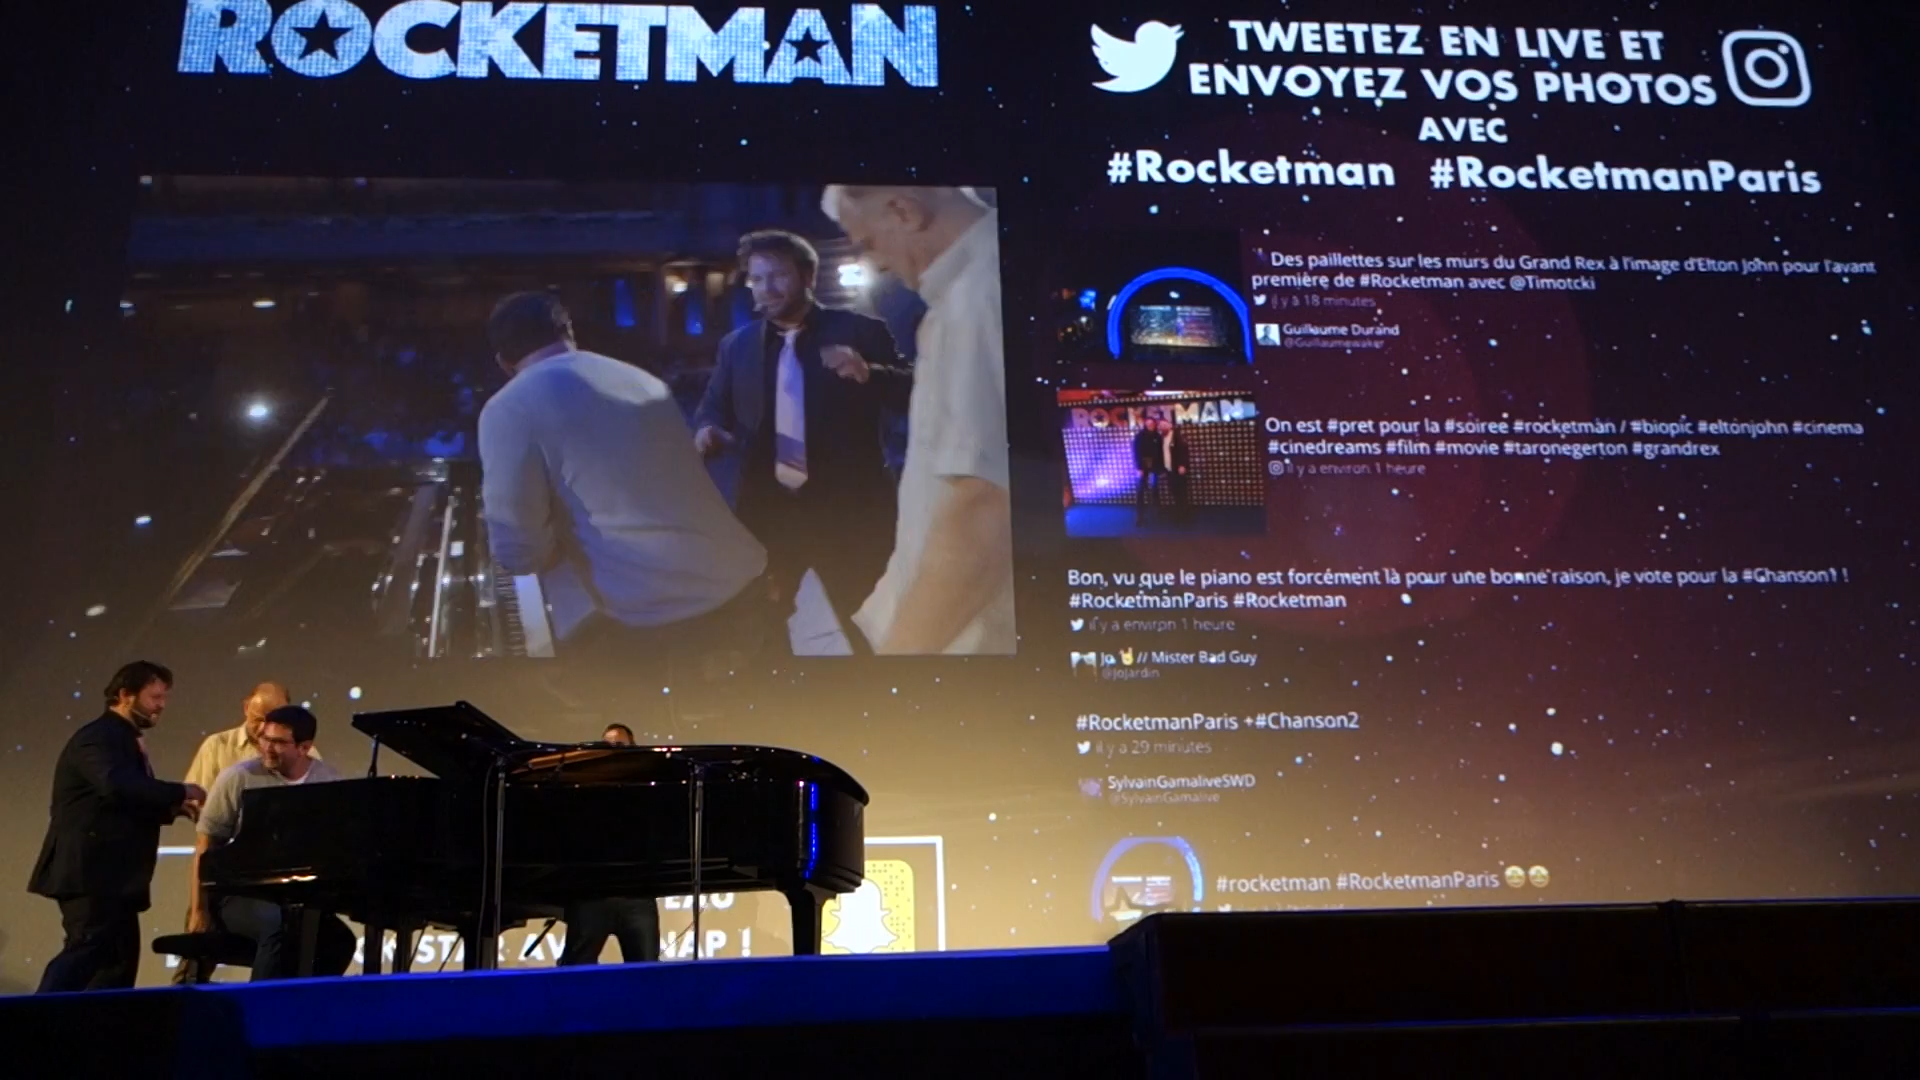 ROCKETMAN
TWEETEZ EN LIVE ET
ENVOYEZ VOS PHOTOS
AVEC
#Rocketman #RocketmanParis
Des paillettes sur les murs du Grand Rex à l'image d'Elton John pour l'avant
première de #Rocketman avec @Timotcki
il y a 18 minutes
Guillaume Durand
@Guillaumewaker
ROCKETMAN
On est #pret pour la #soiree #rocketman / #biopic #eltonjohn #cinema
#cinedreams #film #movie #taronegerton #grandrex
il y a environ 1 heure
Bon, vu que le piano est forcément là pour une bonne raison, je vote pour la #Chanson1 !
#RocketmanParis #Rocketman
il y a environ 1 heure
Jo 🤘 // Mister Bad Guy
@JoJardin
#RocketmanParis +#Chanson2
il y a 29 minutes
SylvainGamaliveSWD
@SylvainGamalive
#rocketman #RocketmanParis 🤩🤩
STAR AV NAP !